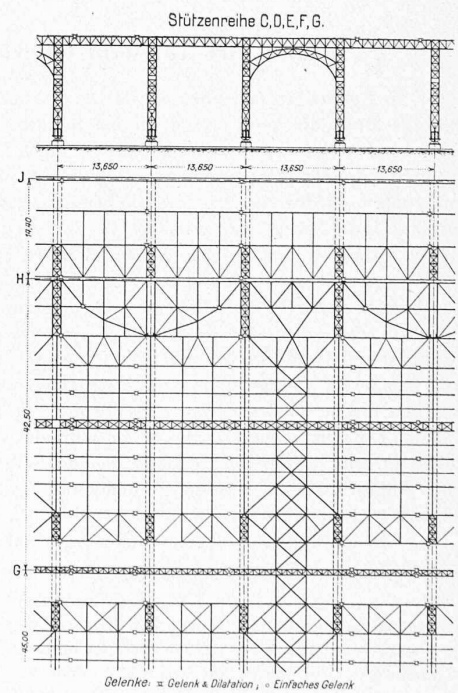 Stützenreihe C,D,E,F,G.
13,650 13,650 13,650 13,650
J
19,40
H
42,50
G
45,00
Gelenke: ¤ Gelenk & Dilatation ; ○ Einfaches Gelenk